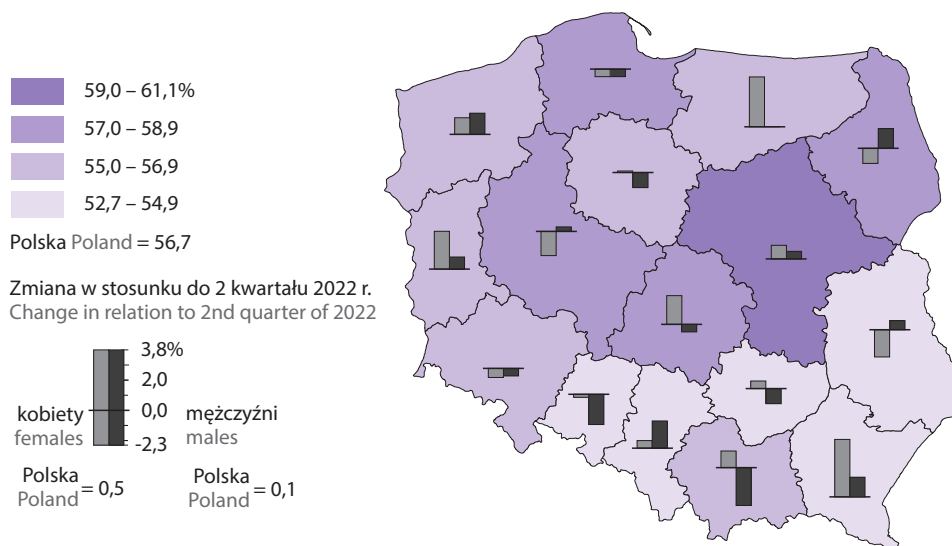 59,0 – 61,1%
57,0 – 58,9
55,0 – 56,9
52,7 – 54,9
Polska Poland = 56,7
Zmiana w stosunku do 2 kwartału 2022 r.
Change in relation to 2nd quarter of 2022
3,8%
2,0
kobiety 0,0 mężczyźni
females -2,3 males
Polska Polska
Poland = 0,5 Poland = 0,1